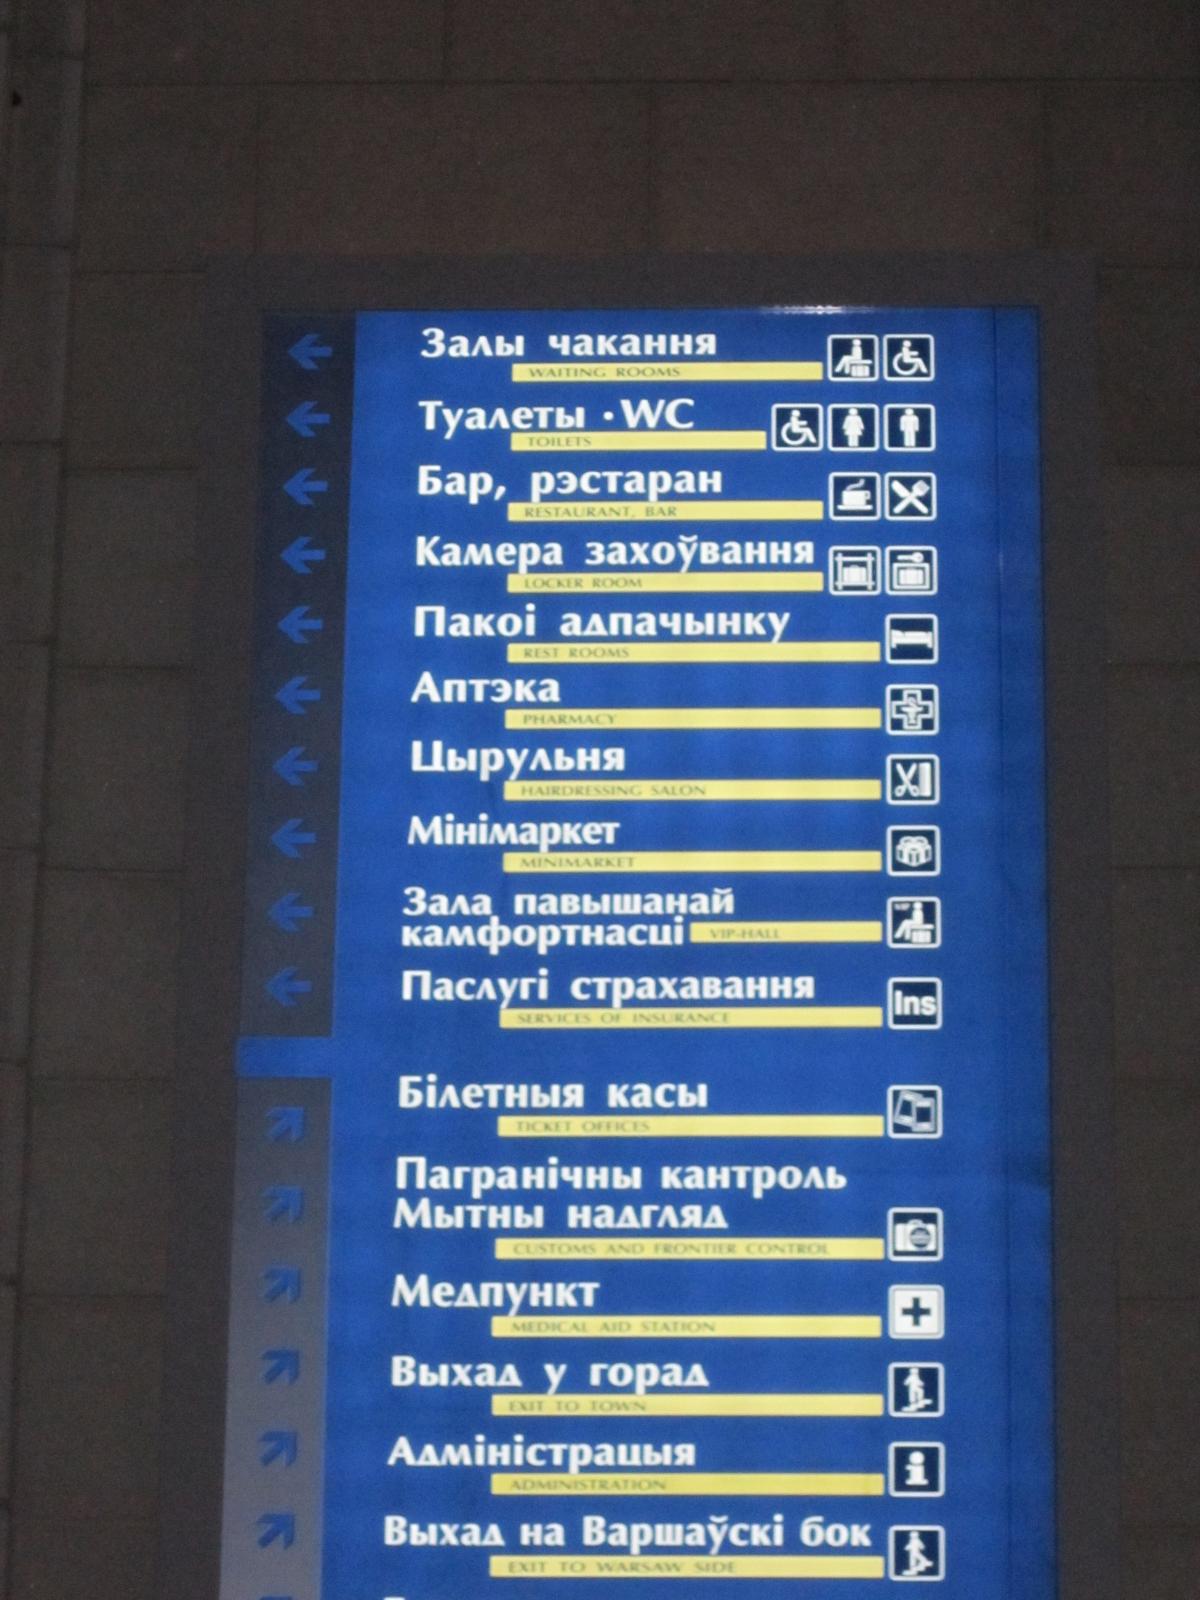 Залы чакання
WAITING ROOMS
Туалеты · WC
TOILETS
Бар, рэстаран
RESTAURANT, BAR
Камера захоўвання
LOCKER ROOM
Пакоі адпачынку
REST ROOMS
Аптэка
PHARMACY
Цырульня
HAIRDRESSING SALON
Мінімаркет
MINIMARKET
Зала павышанай
камфортнасці VIP-HALL
VIP
Паслугі страхавання
SERVICES OF INSURANCE
Ins
Білетныя касы
TICKET OFFICES
Пагранічны кантроль
Мытны надгляд
CUSTOMS AND FRONTIER CONTROL
Медпункт
MEDICAL AID STATION
Выхад у горад
EXIT TO TOWN
Адміністрацыя
ADMINISTRATION
Выхад на Варшаўскі бок
EXIT TO WARSAW SIDE